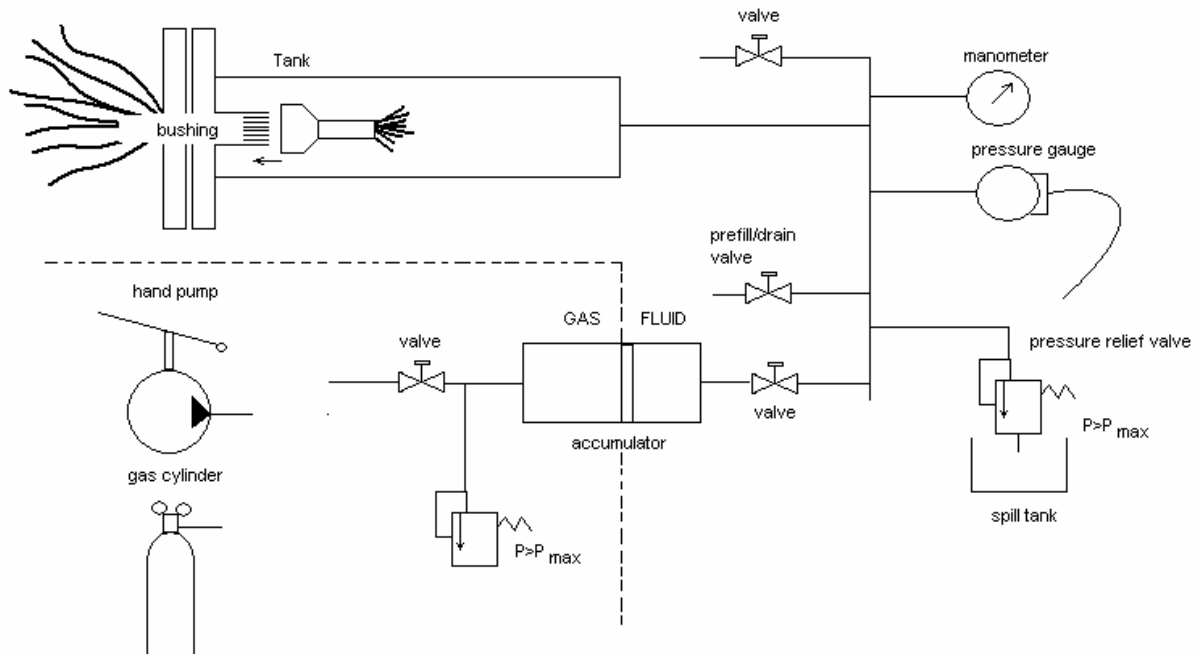 valve
Tank
manometer
bushing
pressure gauge
prefill/drain
valve
hand pump
GAS
FLUID
valve
pressure relief valve
valve
P>P max
accumulator
gas cylinder
spill tank
P>P max